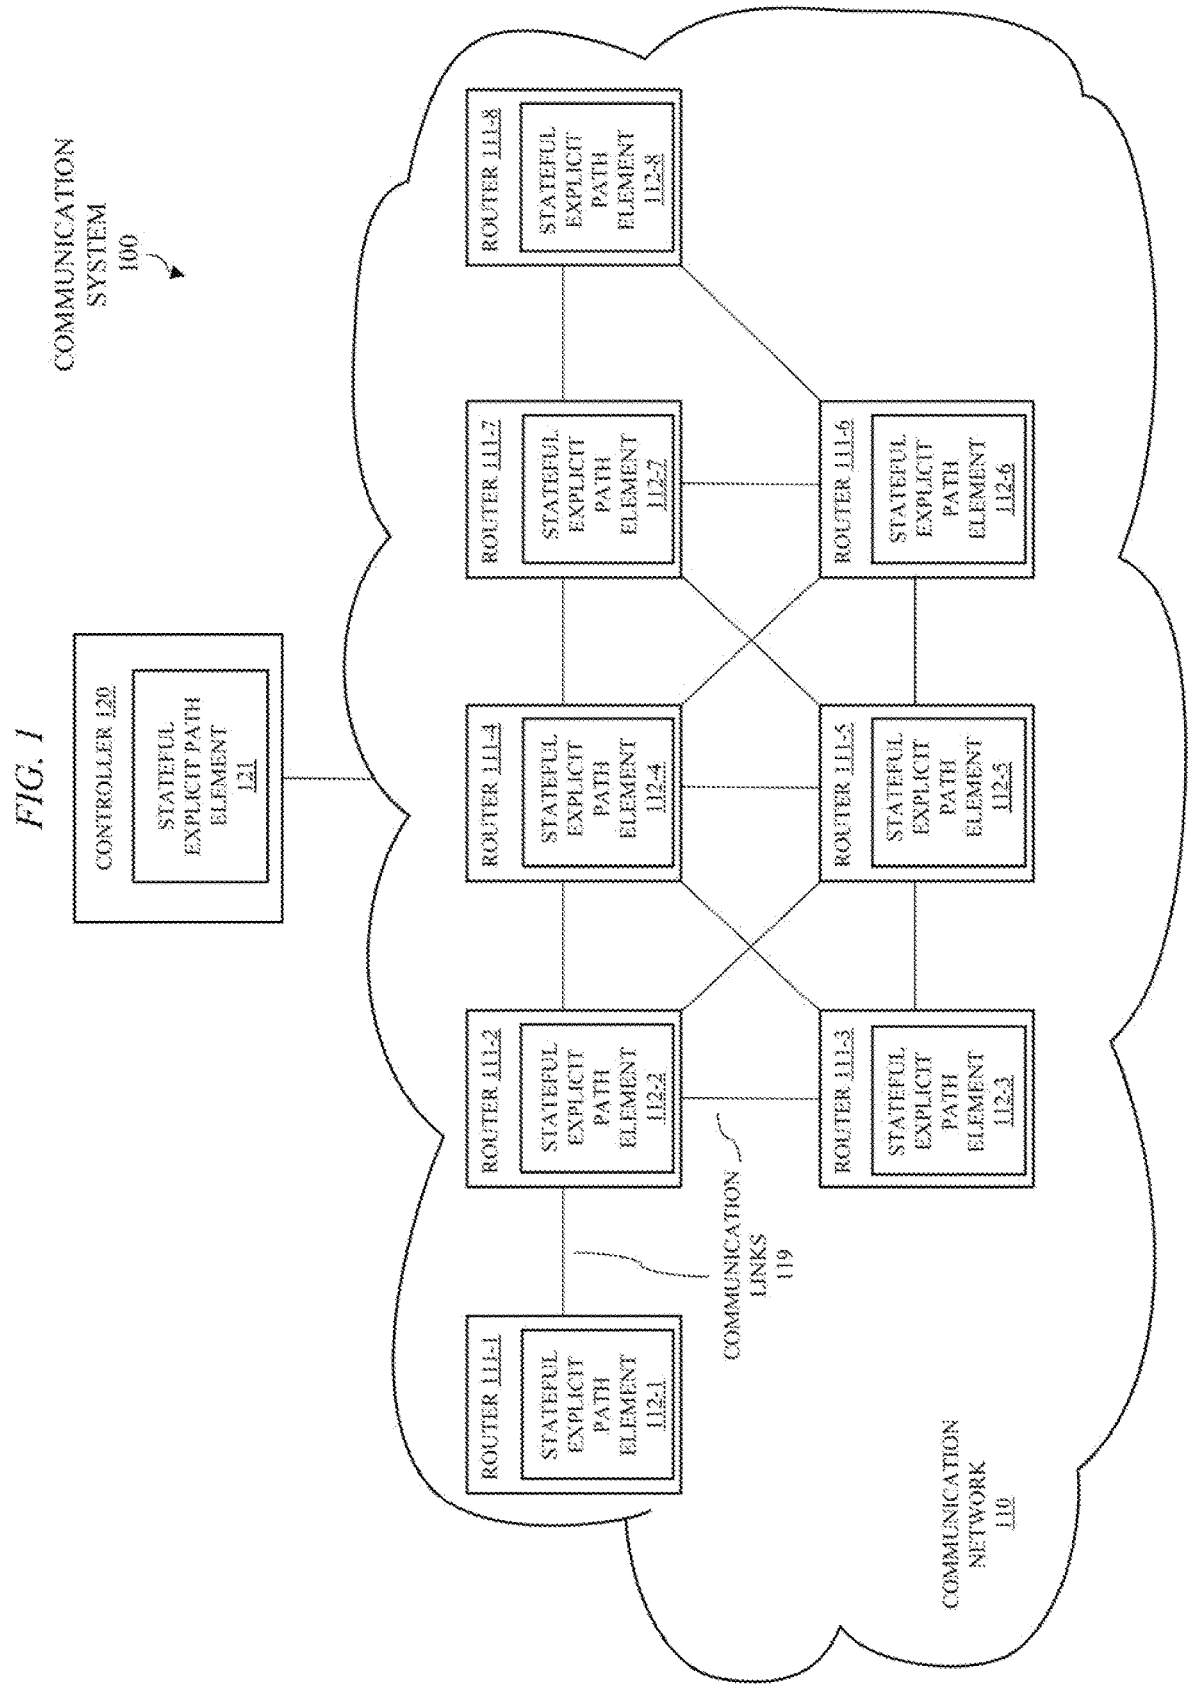 FIG. 1
COMMUNICATION
SYSTEM
100
CONTROLLER 120
STATEFUL
EXPLICIT PATH
ELEMENT
121
ROUTER 111-1
STATEFUL
EXPLICIT
PATH
ELEMENT
112-1
ROUTER 111-2
STATEFUL
EXPLICIT
PATH
ELEMENT
112-2
ROUTER 111-4
STATEFUL
EXPLICIT
PATH
ELEMENT
112-4
ROUTER 111-7
STATEFUL
EXPLICIT
PATH
ELEMENT
112-7
ROUTER 111-8
STATEFUL
EXPLICIT
PATH
ELEMENT
112-8
COMMUNICATION
LINKS
119
ROUTER 111-3
STATEFUL
EXPLICIT
PATH
ELEMENT
112-3
ROUTER 111-5
STATEFUL
EXPLICIT
PATH
ELEMENT
112-5
ROUTER 111-6
STATEFUL
EXPLICIT
PATH
ELEMENT
112-6
COMMUNICATION
NETWORK
110